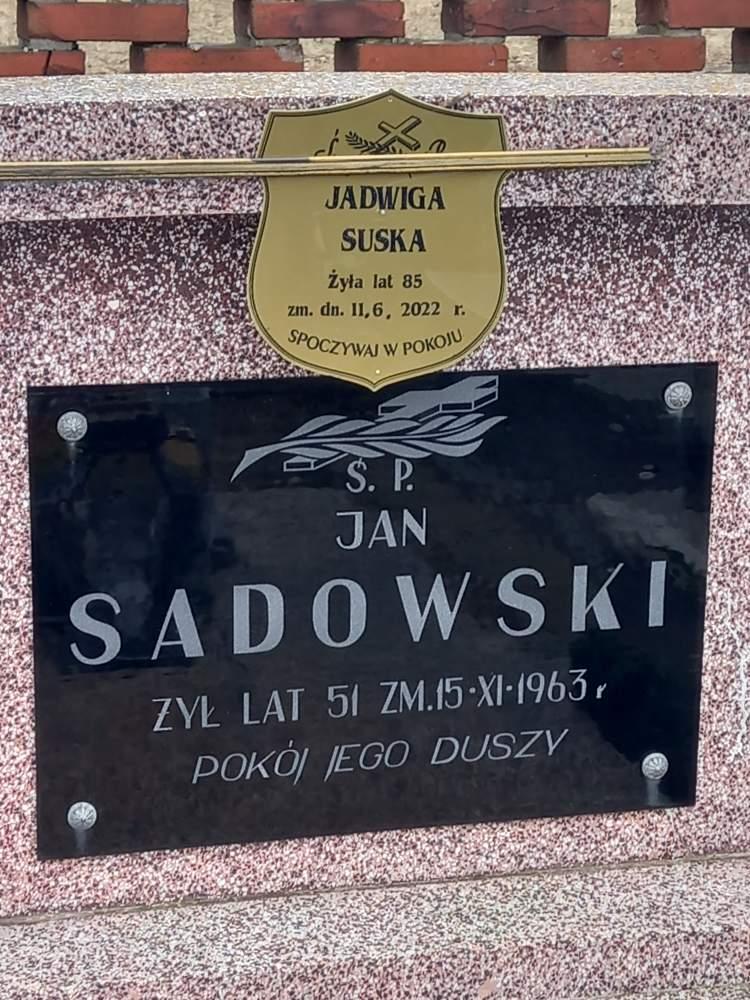 JADWIGA
SUSKA
Żyła lat 85
zm. dn. 11,6, 2022 r.
SPOCZYWAJ W POKOJU
Ś. P.
JAN
SADOWSKI
ŻYŁ LAT 51 ZM.15·XI·1963 r
POKÓJ JEGO DUSZY